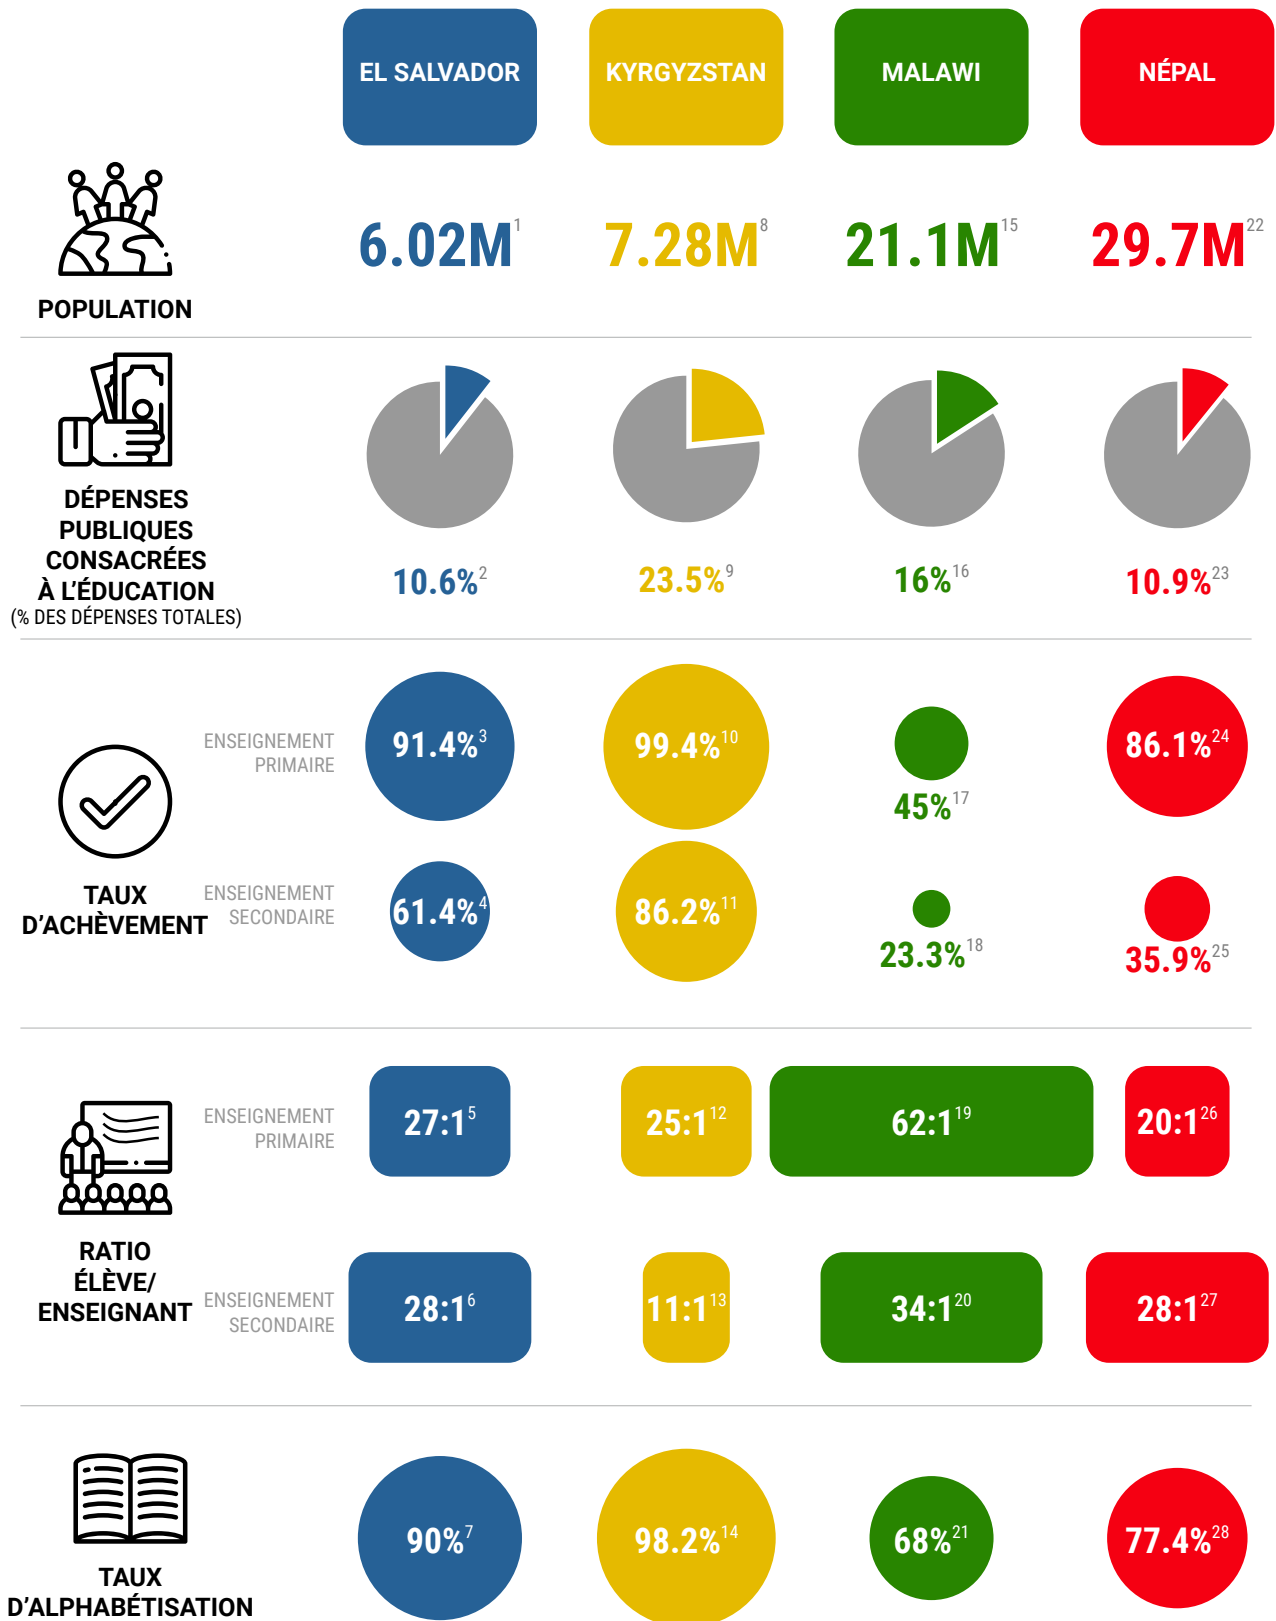 EL SALVADOR
KYRGYZSTAN
MALAWI
NÉPAL
POPULATION
6.02M1
7.28M8
21.1M15
29.7M22
DÉPENSES
PUBLIQUES
CONSACRÉES
À L’ÉDUCATION
(% DES DÉPENSES TOTALES)
10.6%2
23.5%9
16%16
10.9%23
TAUX
D’ACHÈVEMENT
ENSEIGNEMENT
PRIMAIRE
91.4%3
99.4%10
45%17
86.1%24
ENSEIGNEMENT
SECONDAIRE
61.4%4
86.2%11
23.3%18
35.9%25
RATIO
ÉLÈVE/
ENSEIGNANT
ENSEIGNEMENT
PRIMAIRE
27:15
25:112
62:119
20:126
ENSEIGNEMENT
SECONDAIRE
28:16
11:113
34:120
28:127
TAUX
D’ALPHABÉTISATION
90%7
98.2%14
68%21
77.4%28